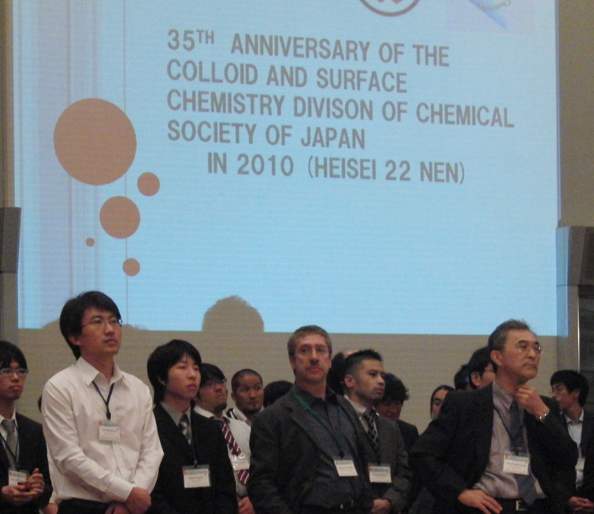 35TH ANNIVERSARY OF THE
COLLOID AND SURFACE
CHEMISTRY DIVISON OF CHEMICAL
SOCIETY OF JAPAN
IN 2010 (HEISEI 22 NEN)